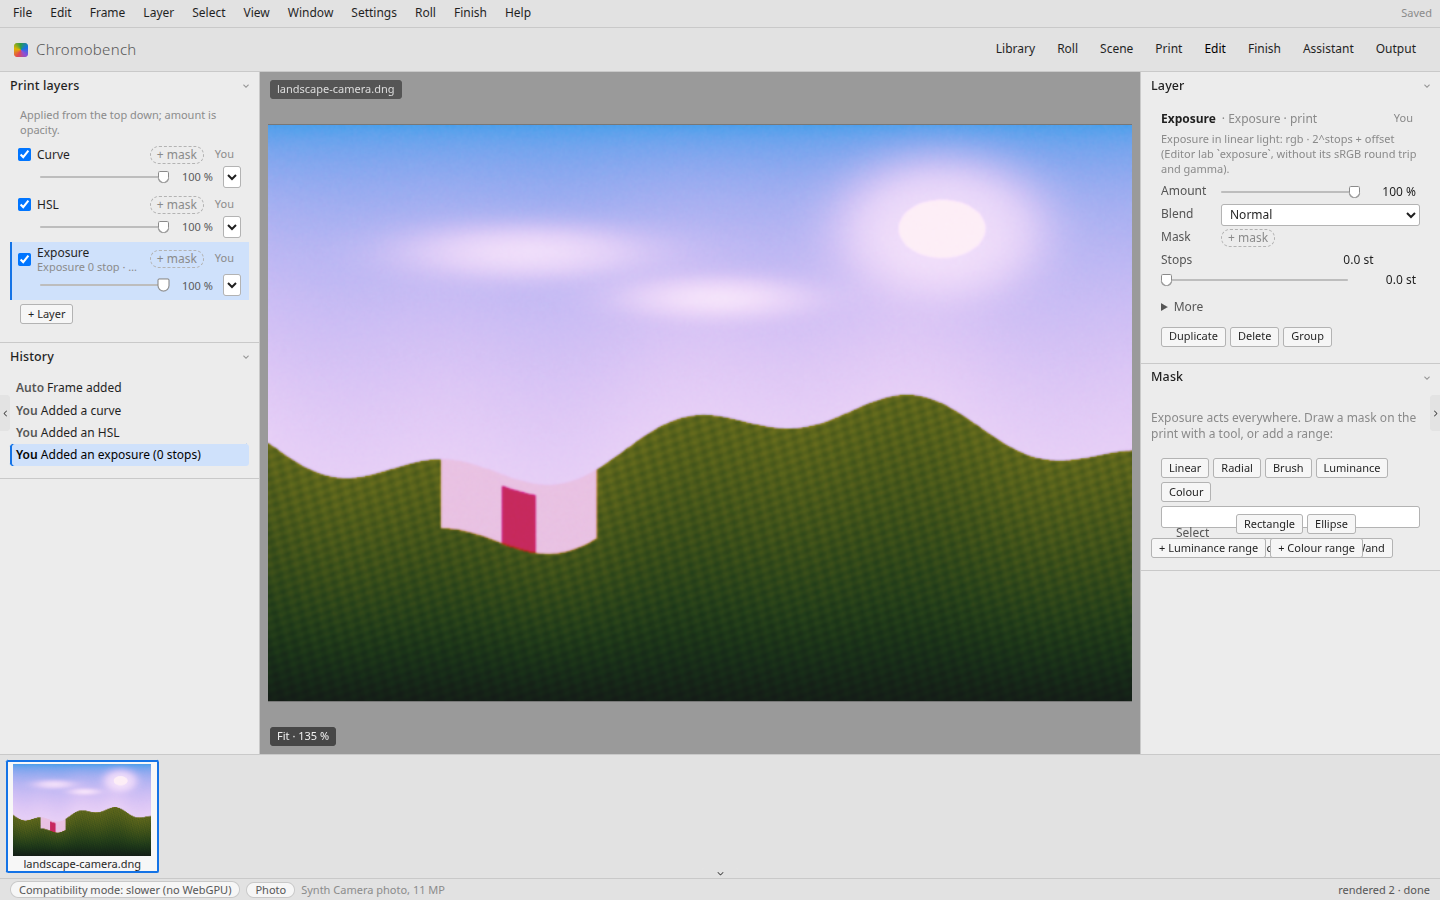 File Edit Frame Layer Select View Window Settings Roll Finish Help
Saved
Chromobench
Library Roll Scene Print Edit Finish Assistant Output
Print layers
Applied from the top down; amount is
opacity.
Curve + mask You
100 %
HSL + mask You
100 %
Exposure + mask You
Exposure 0 stop · ...
100 %
+ Layer
History
Auto Frame added
You Added a curve
You Added an HSL
You Added an exposure (0 stops)
landscape-camera.dng
Fit · 135 %
Layer
Exposure · Exposure · print You
Exposure in linear light: rgb · 2^stops + offset
(Editor lab `exposure`, without its sRGB round trip
and gamma).
Amount 100 %
Blend Normal
Mask + mask
Stops 0.0 st
0.0 st
More
Duplicate Delete Group
Mask
Exposure acts everywhere. Draw a mask on the
print with a tool, or add a range:
Linear Radial Brush Luminance
Colour
Select Rectangle Ellipse
+ Luminance range + Colour range
landscape-camera.dng
Compatibility mode: slower (no WebGPU) Photo Synth Camera photo, 11 MP
rendered 2 · done